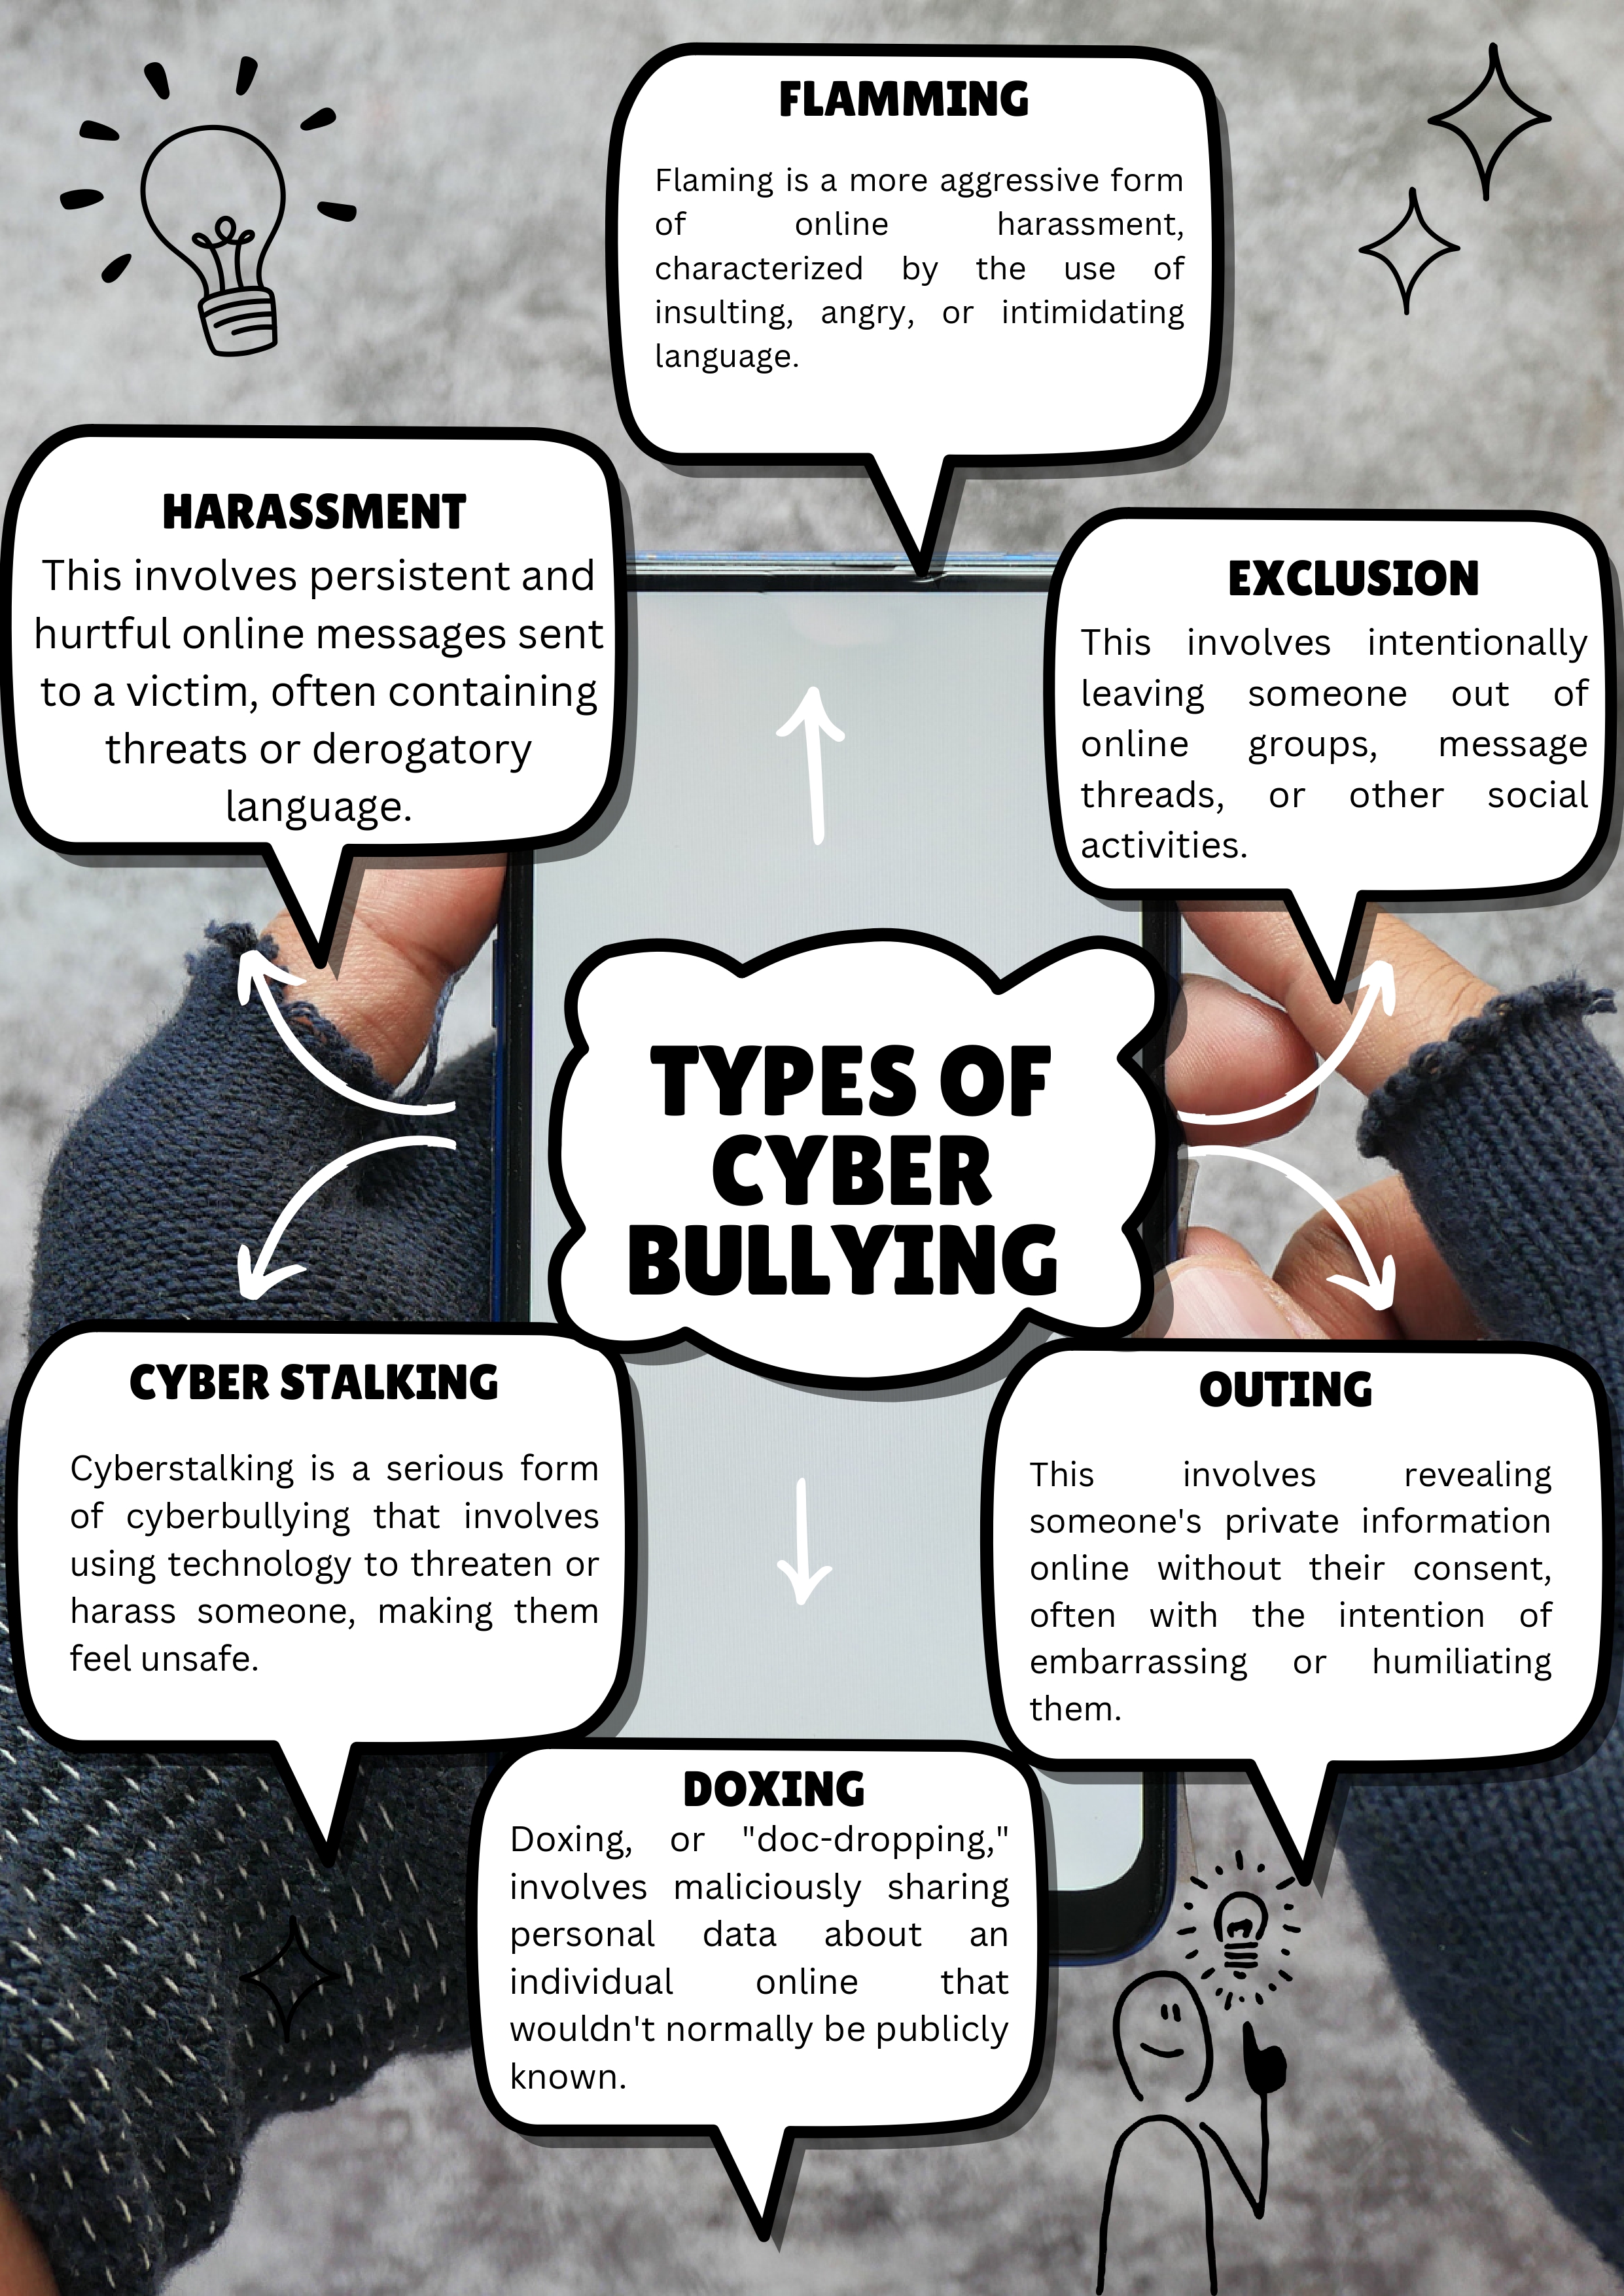 FLAMMING
Flaming is a more aggressive form
of online harassment,
characterized by the use of
insulting, angry, or intimidating
language.
HARASSMENT
This involves persistent and
hurtful online messages sent
to a victim, often containing
threats or derogatory
language.
EXCLUSION
This involves intentionally
leaving someone out of
online groups, message
threads, or other social
activities.
TYPES OF
CYBER
BULLYING
CYBER STALKING
Cyberstalking is a serious form
of cyberbullying that involves
using technology to threaten or
harass someone, making them
feel unsafe.
OUTING
This involves revealing
someone's private information
online without their consent,
often with the intention of
embarrassing or humiliating
them.
DOXING
Doxing, or "doc-dropping,"
involves maliciously sharing
personal data about an
individual online that
wouldn't normally be publicly
known.